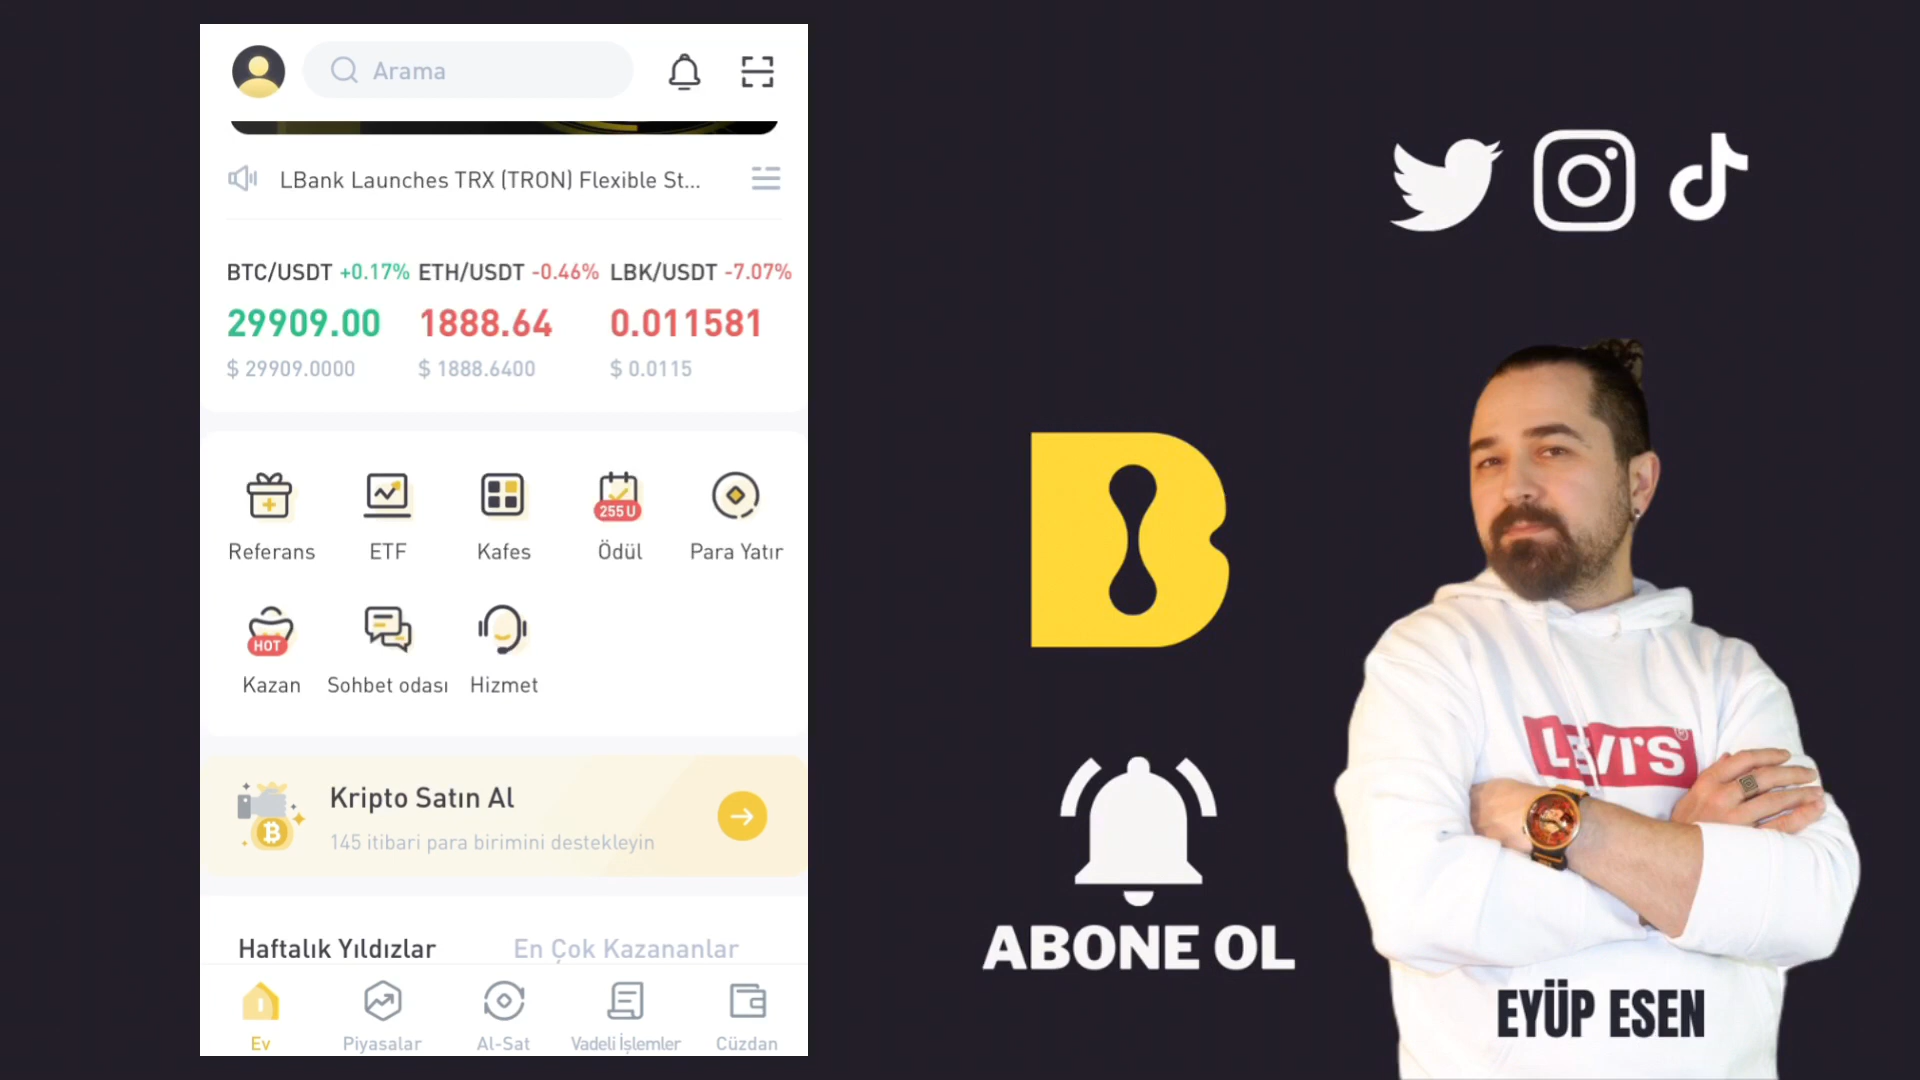 Arama
LBank Launches TRX (TRON) Flexible St...
BTC/USDT +0.17% ETH/USDT -0.46% LBK/USDT -7.07%
29909.00 1888.64 0.011581
$ 29909.0000 $ 1888.6400 $ 0.0115
255 U
Referans ETF Kafes Ödül Para Yatır
HOT
Kazan Sohbet odası Hizmet
Kripto Satın Al
145 itibari para birimini destekleyin
Haftalık Yıldızlar En Çok Kazananlar
Ev Piyasalar Al-Sat Vadeli İşlemler Cüzdan
B
ABONE OL
LEVI'S®
EYÜP ESEN